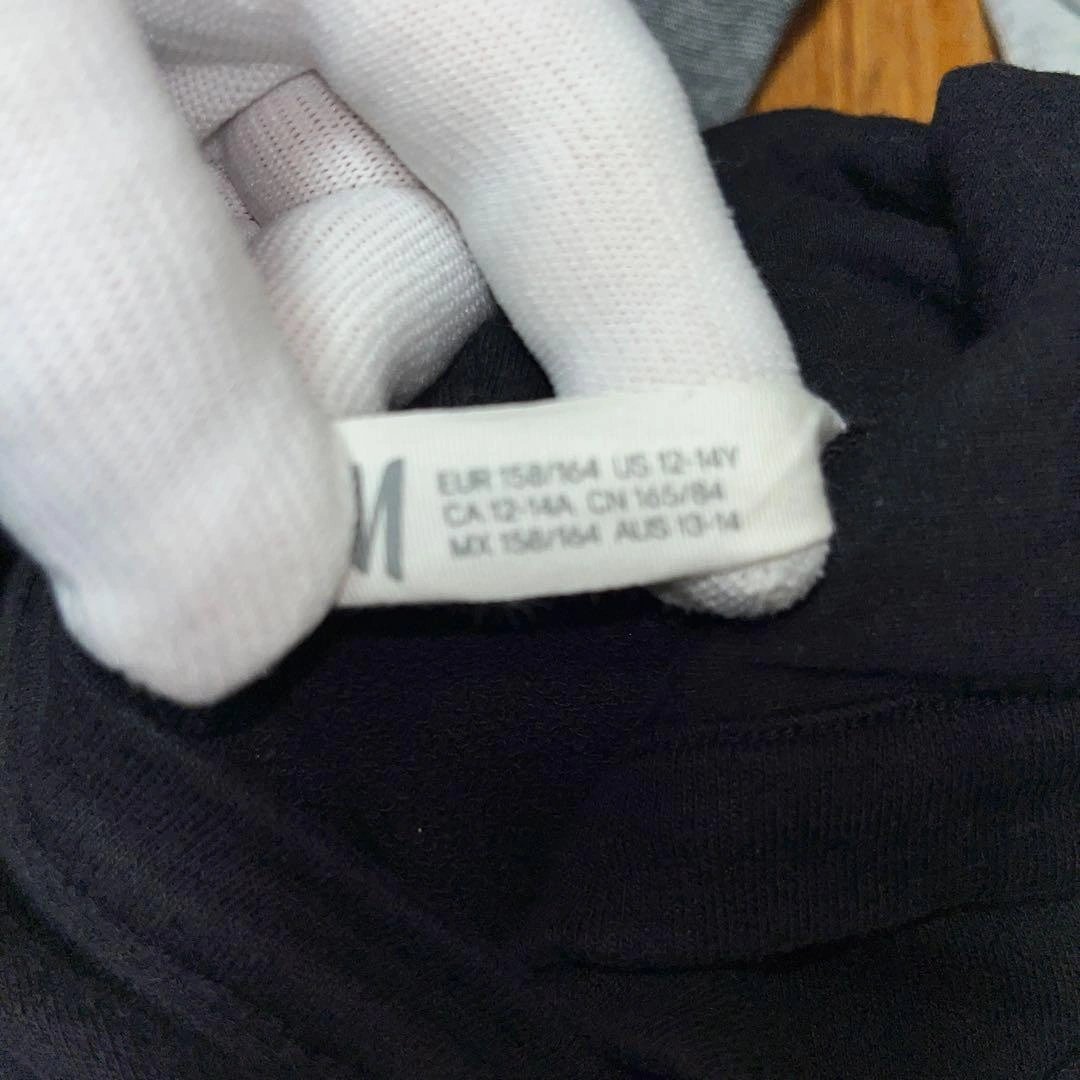 M
EUR 158/164 US 12-14Y
CA 12-14A CN 165/84
MX 158/164 AUS 13-14